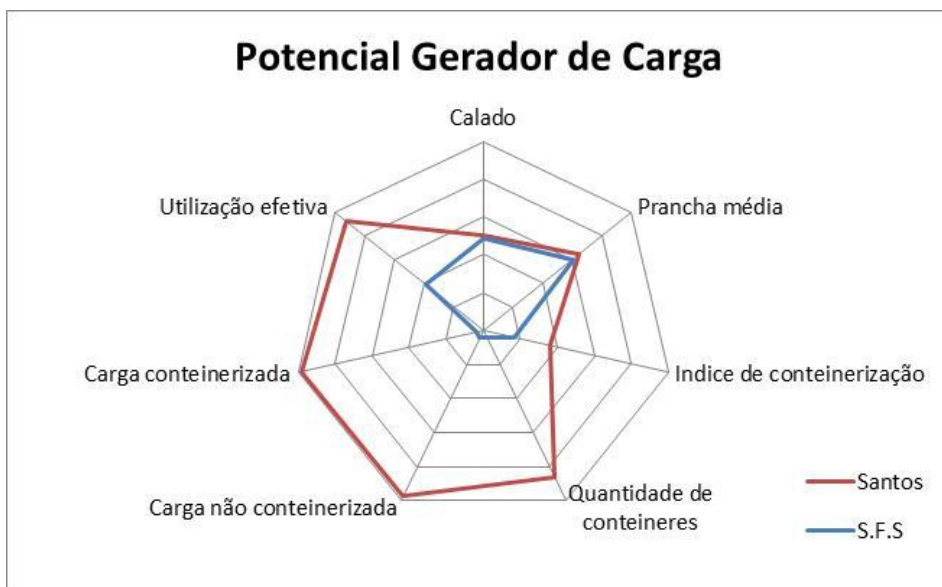 Potencial Gerador de Carga
Calado
Utilização efetiva
Prancha média
Carga conteinerizada
Indice de conteinerização
Carga não conteinerizada
Quantidade de
conteineres
Santos
S.F.S